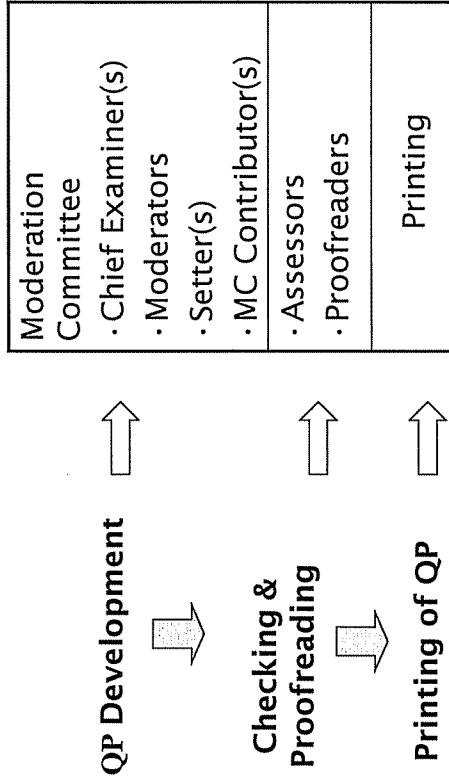 QP Development
Moderation
Committee
· Chief Examiner(s)
· Moderators
· Setter(s)
· MC Contributor(s)
Checking &
Proofreading
· Assessors
· Proofreaders
Printing of QP
Printing